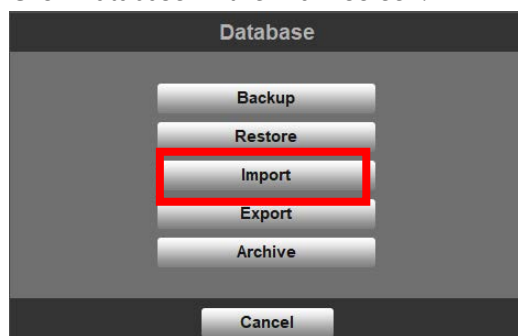 Database
Backup
Restore
Import
Export
Archive
Cancel